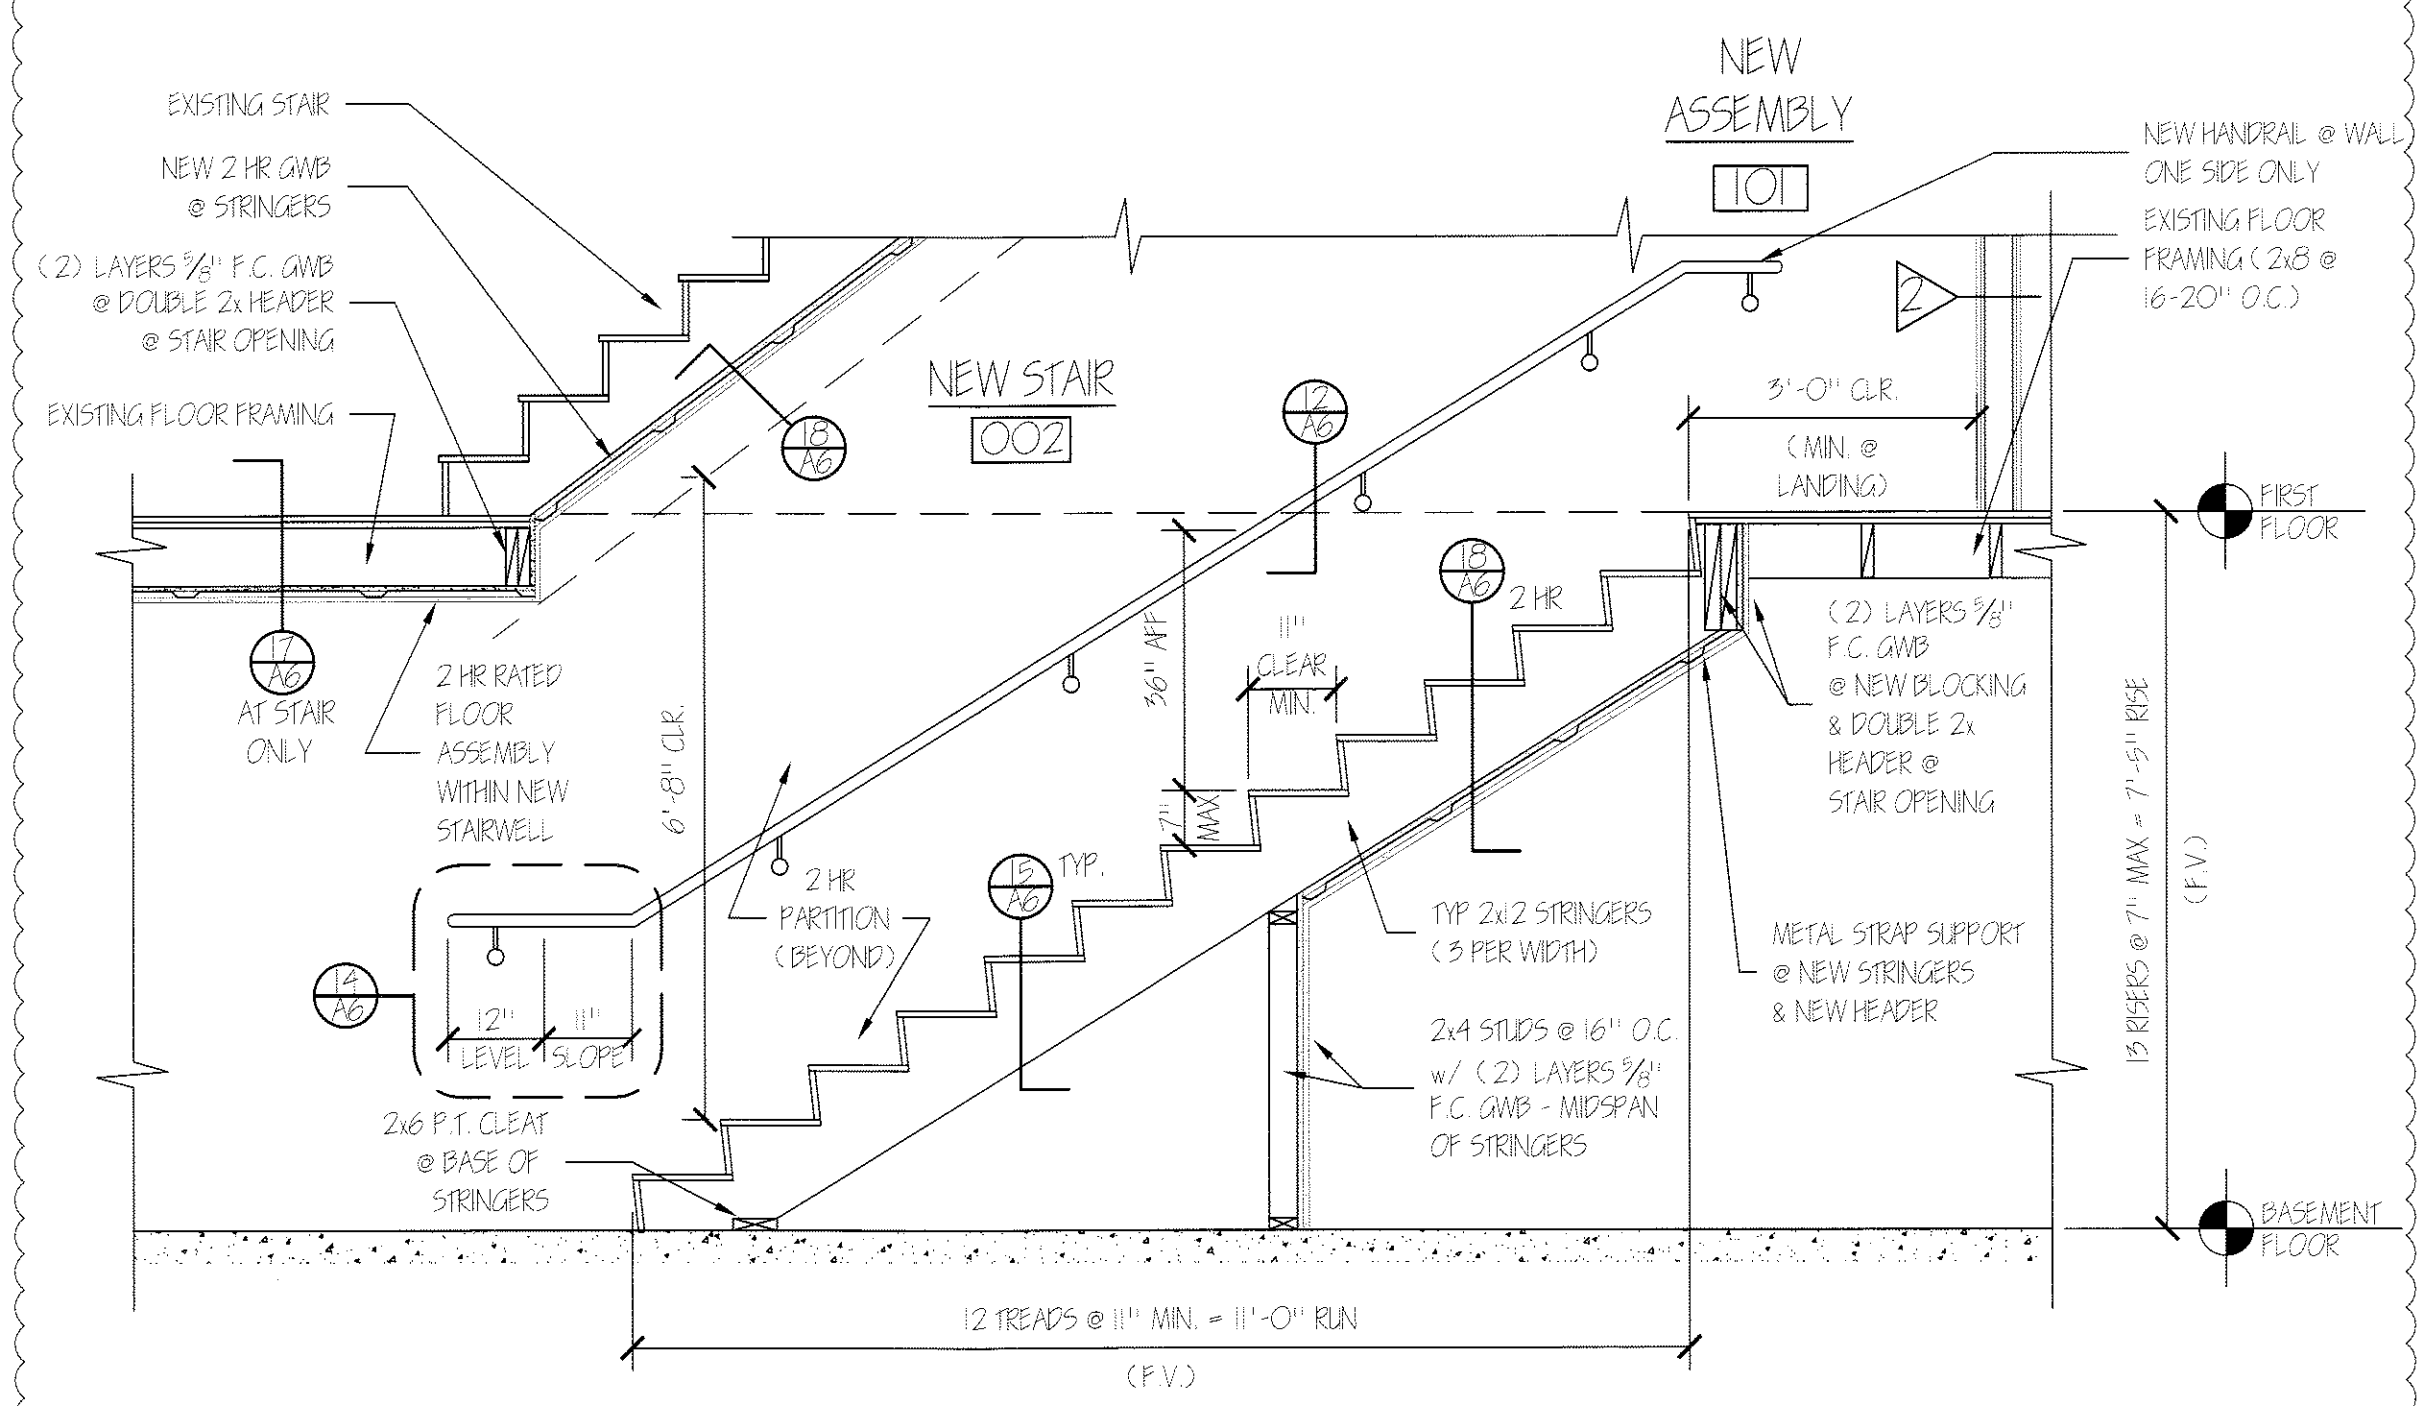 NEW
ASSEMBLY
101
EXISTING STAIR
NEW 2 HR GWB
@ STRINGERS
(2) LAYERS 5/8" F.C. GWB
@ DOUBLE 2x HEADER
@ STAIR OPENING
EXISTING FLOOR FRAMING
NEW HANDRAIL @ WALL
ONE SIDE ONLY
EXISTING FLOOR
FRAMING (2x8 @
16-20" O.C.)
2
NEW STAIR
002
18
A6
12
A6
3'-0" CLR.
(MIN. @
LANDING)
FIRST
FLOOR
17
A6
AT STAIR
ONLY
2 HR RATED
FLOOR
ASSEMBLY
WITHIN NEW
STAIRWELL
6'-8" CLR.
36" AFF
11"
CLEAR
MIN.
7"
MAX
18
A6
2 HR
(2) LAYERS 5/8"
F.C. GWB
@ NEW BLOCKING
& DOUBLE 2x
HEADER @
STAIR OPENING
13 RISERS @ 7" MAX = 7'-5" RISE
(F.V.)
2 HR
PARTITION
(BEYOND)
15
A6
TYP.
TYP 2x12 STRINGERS
(3 PER WIDTH)
METAL STRAP SUPPORT
@ NEW STRINGERS
& NEW HEADER
14
A6
12"
LEVEL
11"
SLOPE
2x4 STUDS @ 16" O.C.
w/ (2) LAYERS 5/8"
F.C. GWB - MIDSPAN
OF STRINGERS
2x6 P.T. CLEAT
@ BASE OF
STRINGERS
BASEMENT
FLOOR
12 TREADS @ 11" MIN. = 11'-0" RUN
(F.V.)